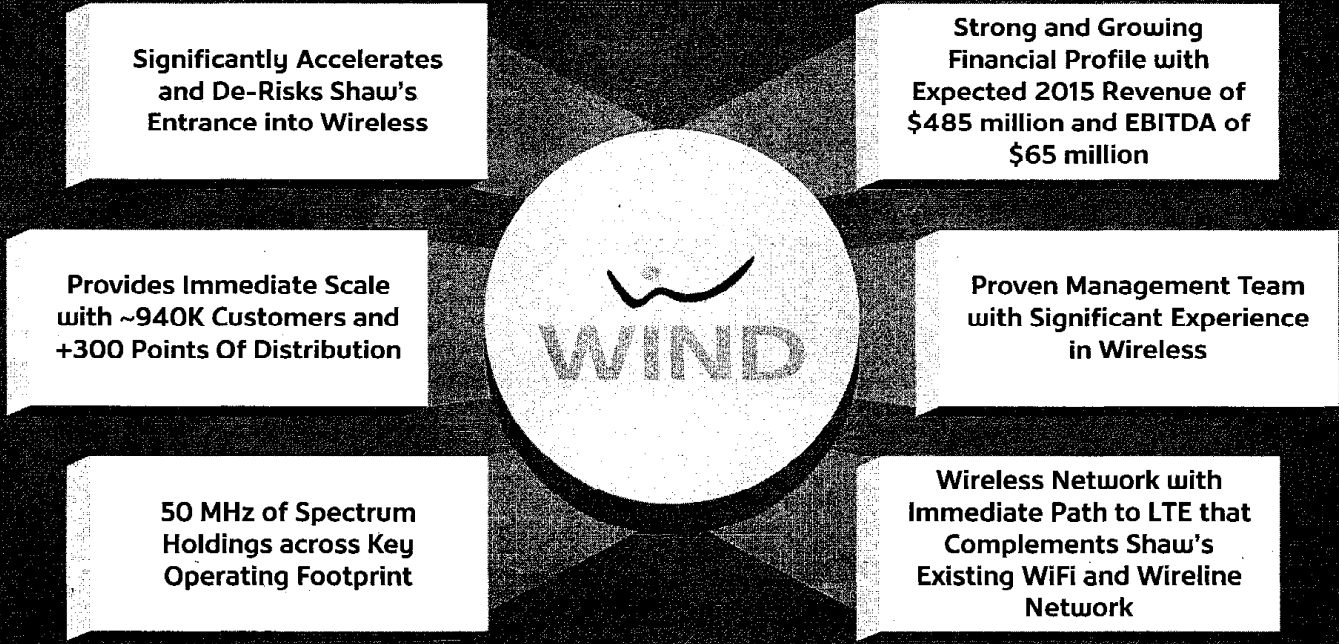 Significantly Accelerates
and De-Risks Shaw's
Entrance into Wireless
Strong and Growing
Financial Profile with
Expected 2015 Revenue of
$485 million and EBITDA of
$65 million
Provides Immediate Scale
with ~940K Customers and
+300 Points Of Distribution
WIND
Proven Management Team
with Significant Experience
in Wireless
50 MHz of Spectrum
Holdings across Key
Operating Footprint
Wireless Network with
Immediate Path to LTE that
Complements Shaw's
Existing WiFi and Wireline
Network